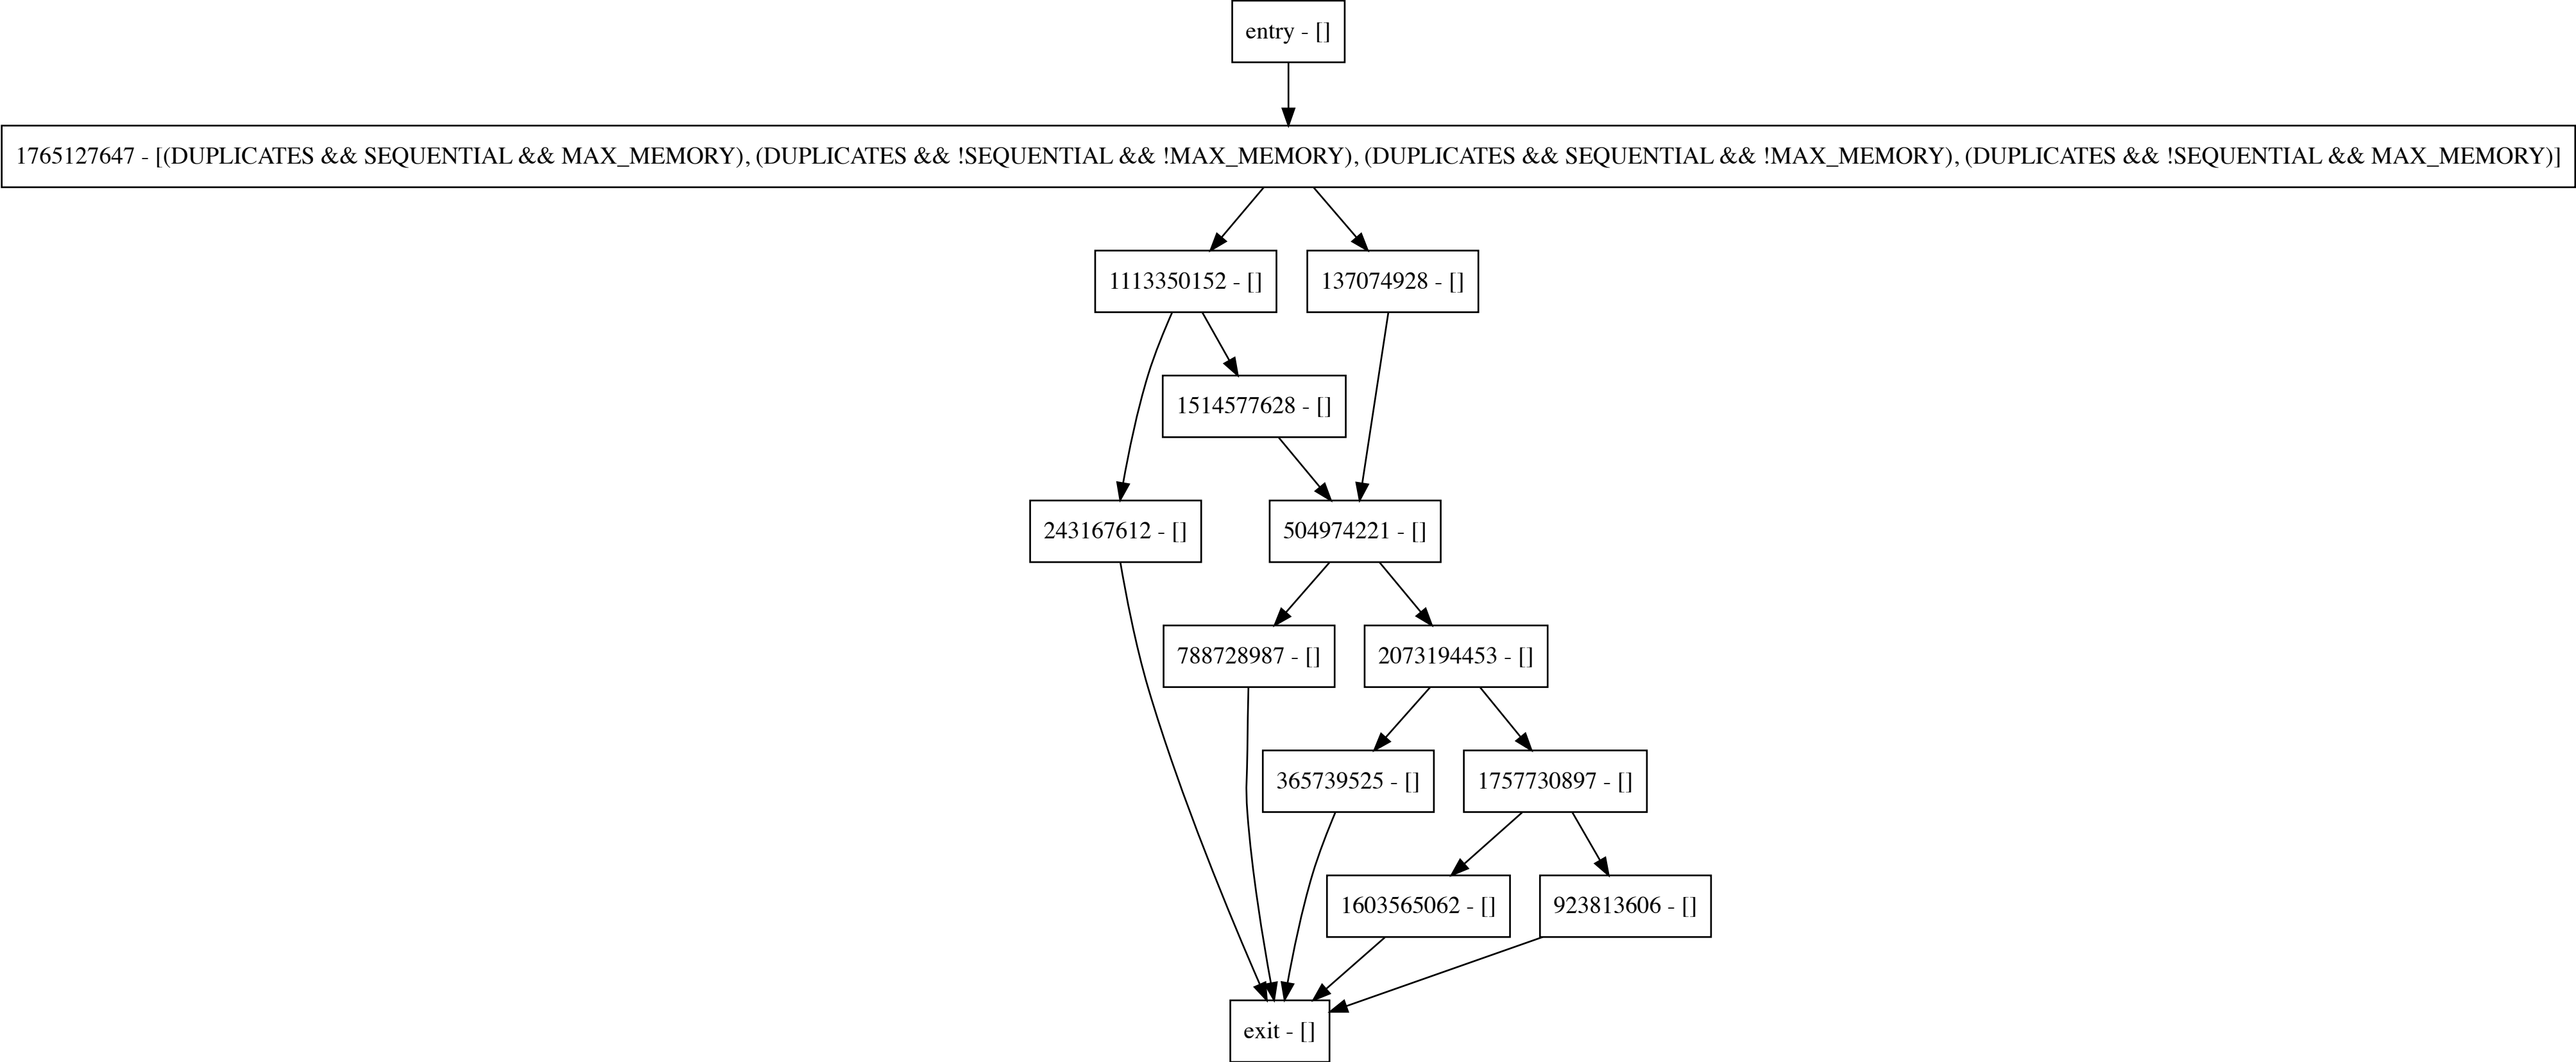 entry - []
1765127647 - [(DUPLICATES && SEQUENTIAL && MAX_MEMORY), (DUPLICATES && !SEQUENTIAL && !MAX_MEMORY), (DUPLICATES && SEQUENTIAL && !MAX_MEMORY), (DUPLICATES && !SEQUENTIAL && MAX_MEMORY)]
1113350152 - []
137074928 - []
1514577628 - []
243167612 - []
504974221 - []
788728987 - []
2073194453 - []
365739525 - []
1757730897 - []
1603565062 - []
923813606 - []
exit - []